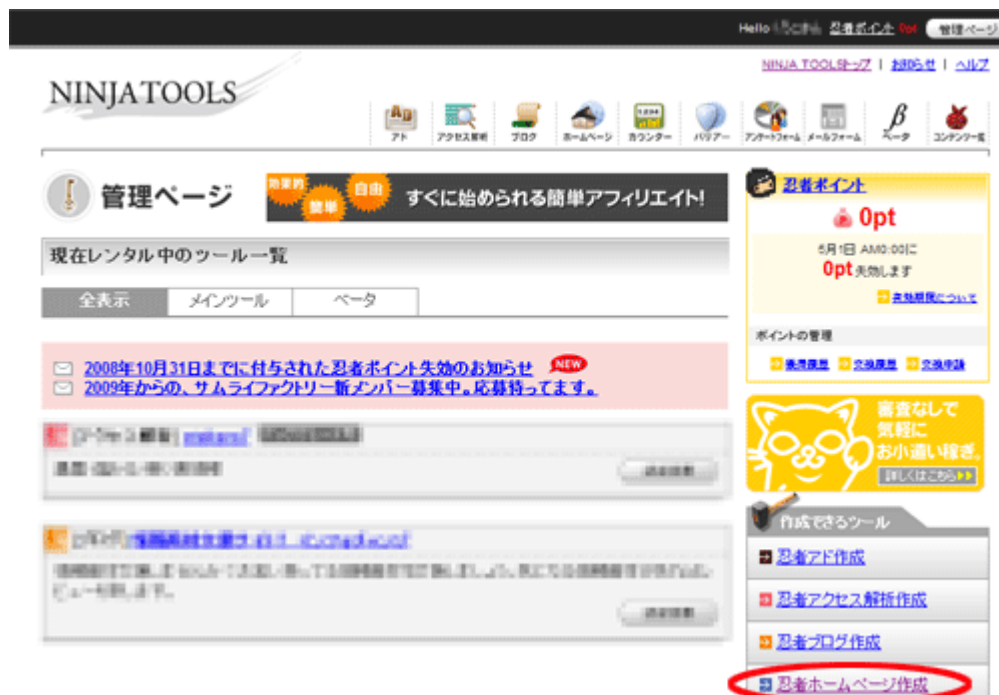 Hello 忍者ポイント 0pt 管理ページ
NINJA TOOLSトップ | お知らせ | ヘルプ
NINJATOOLS
アド アクセス解析 ブログ ホームページ カウンター バリアー アンケートフォーム メールフォーム β ベータ コンテンツ一覧
管理ページ
効果的 簡単 自由 すぐに始められる簡単アフィリエイト!
現在レンタル中のツール一覧
全表示 メインツール ベータ
2008年10月31日までに付与された忍者ポイント失効のお知らせ NEW
2009年からの、サムライファクトリー新メンバー募集中。応募待ってます。
忍者ポイント
0pt
6月1日 AM0:00に
0pt 失効します
有効期限について
ポイントの管理
獲得履歴 交換履歴 交換申請
審査なしで
気軽に
お小遣い稼ぎ。
詳しくはこちら
作成できるツール
忍者アド作成
忍者アクセス解析作成
忍者ブログ作成
忍者ホームページ作成